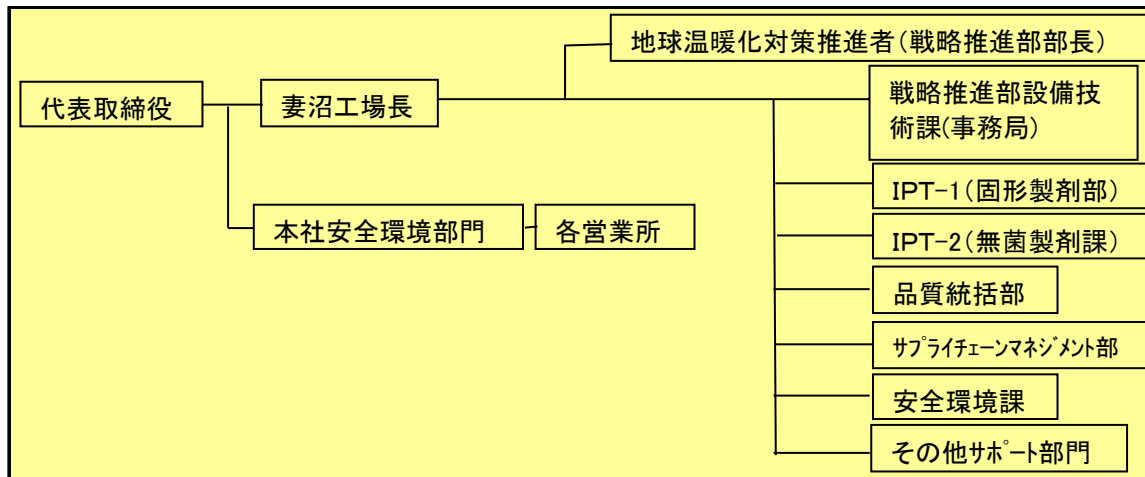 地球温暖化対策推進者（戦略推進部部長）
代表取締役
妻沼工場長
戦略推進部設備技
術課(事務局）
IPT-1（固形製剤部）
本社安全環境部門
各営業所
IPT-2（無菌製剤課）
品質統括部
ｻﾌﾟﾗｲﾁｪｰﾝﾏﾈｼﾞﾒﾝﾄ部
安全環境課
その他ｻﾎﾟｰﾄ部門